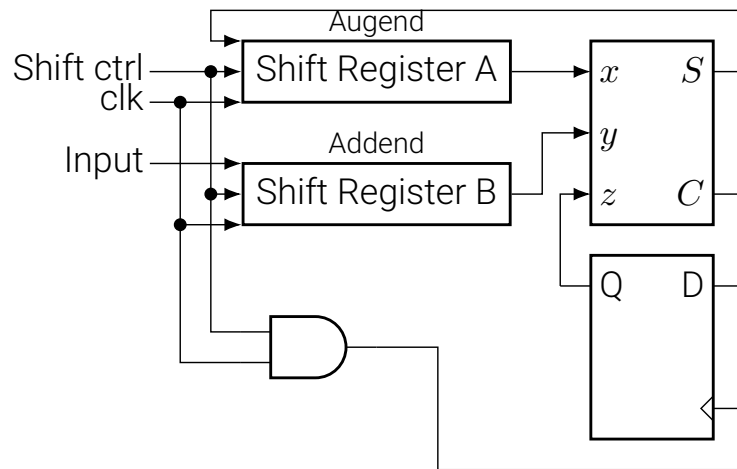 Augend
Shift ctrl
Shift Register A
x
S
clk
Addend
y
Input
Shift Register B
z
C
Q
D